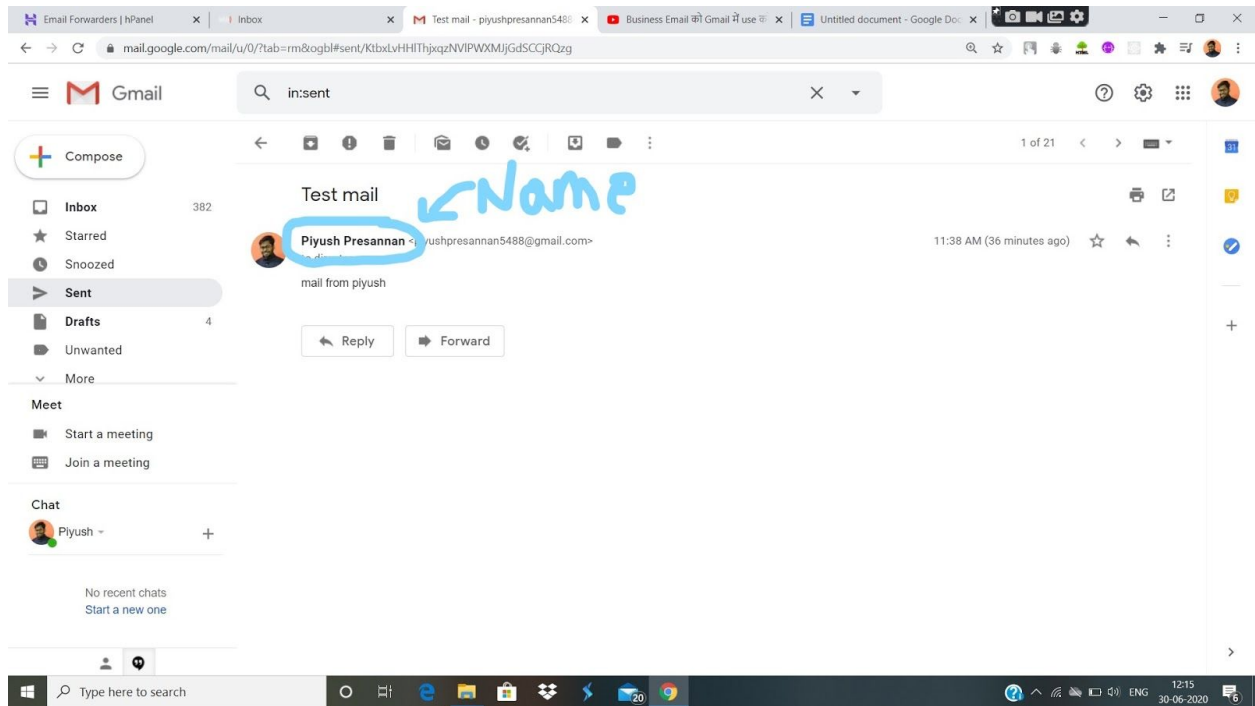 Email Forwarders | hPanel
Inbox
Test mail - piyushpresannan5488
Business Email को Gmail में use क
Untitled document - Google Doc
mail.google.com/mail/u/0/?tab=rm&ogbl#sent/KtbxLvHHlThjxqzNVlPWXMJjGdSCCjRQzg
Gmail
in:sent
Compose
1 of 21
31
Test mail
Name
Inbox 382
Starred
Piyush Presannan ushpresannan5488@gmail.com>
11:38 AM (36 minutes ago)
Snoozed
mail from piyush
Sent
Drafts 4
Reply
Forward
Unwanted
More
Meet
Start a meeting
Join a meeting
Chat
Piyush
No recent chats
Start a new one
Type here to search
20
ENG
12:15
30-06-2020
6